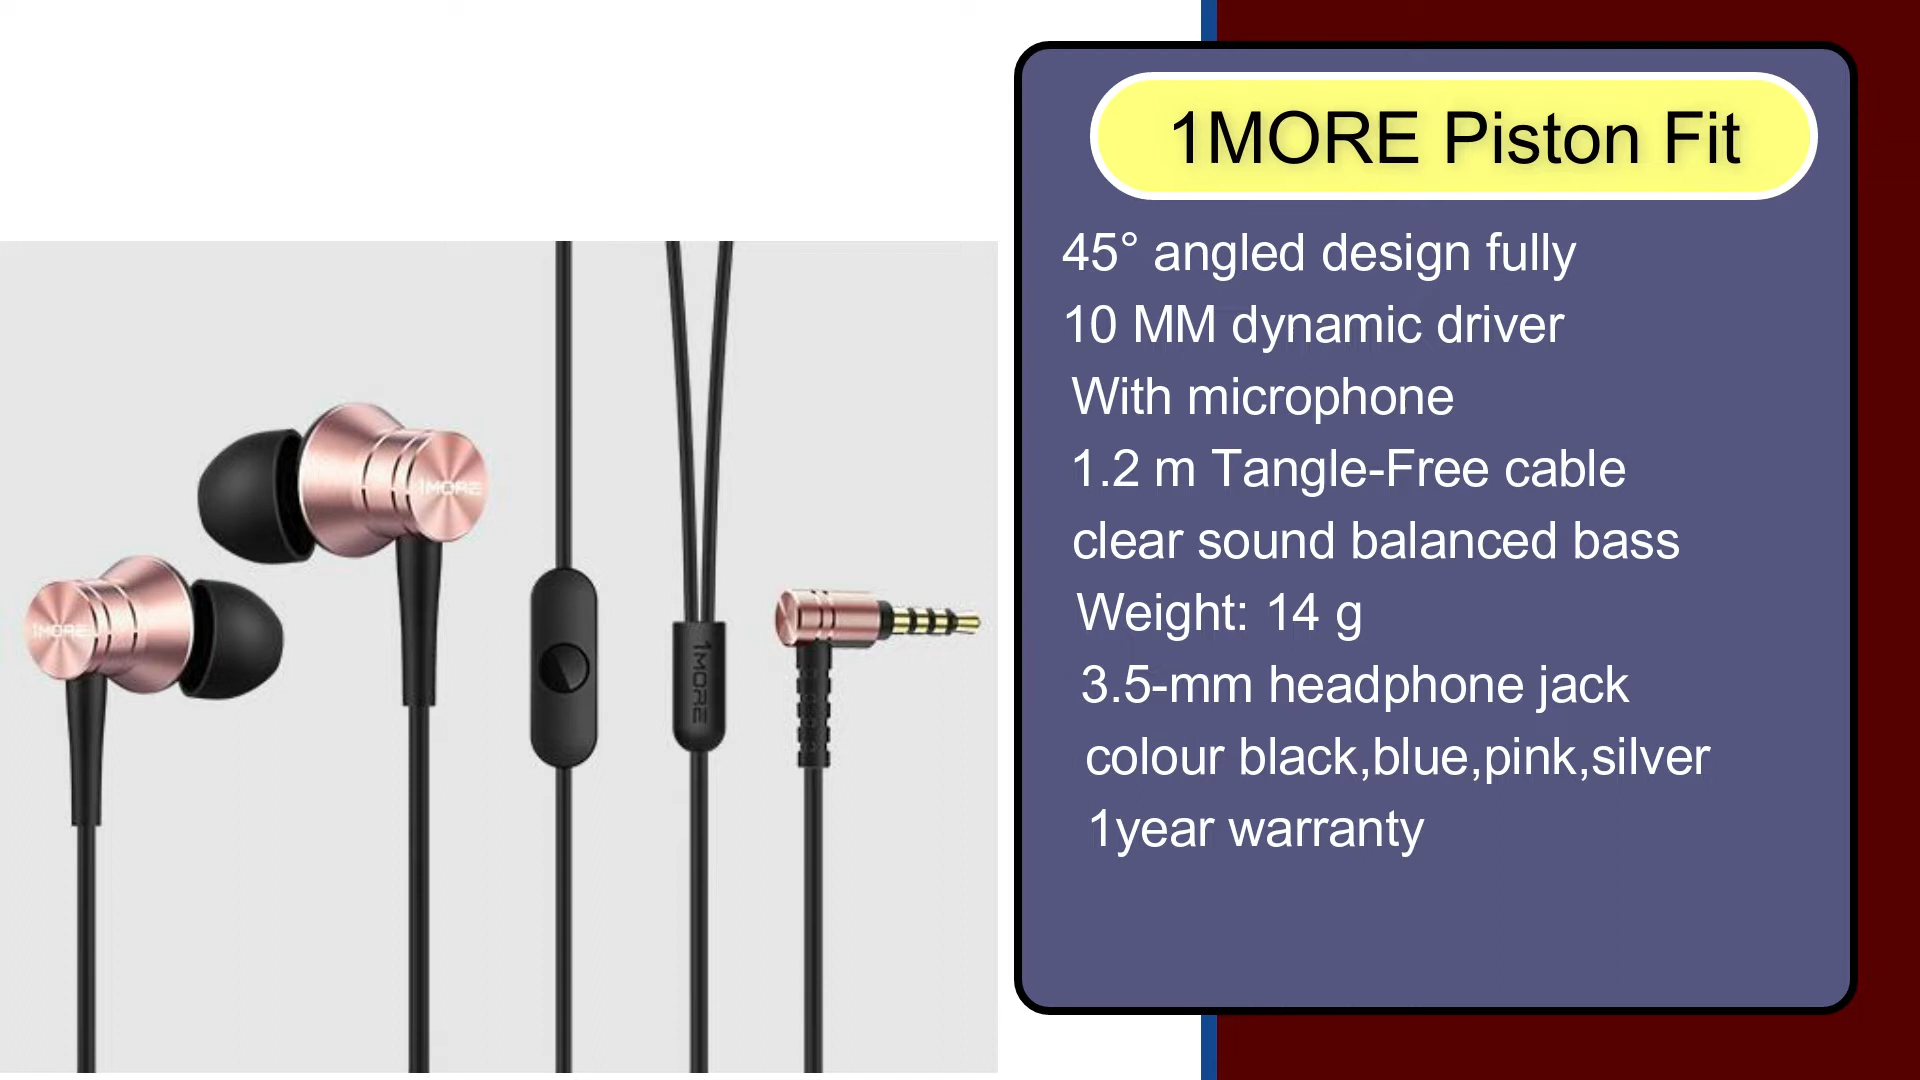 1MORE Piston Fit
45° angled design fully
10 MM dynamic driver
With microphone
1.2 m Tangle-Free cable
clear sound balanced bass
Weight: 14 g
3.5-mm headphone jack
colour black,blue,pink,silver
1year warranty
1MORE
1MORE
1MORE